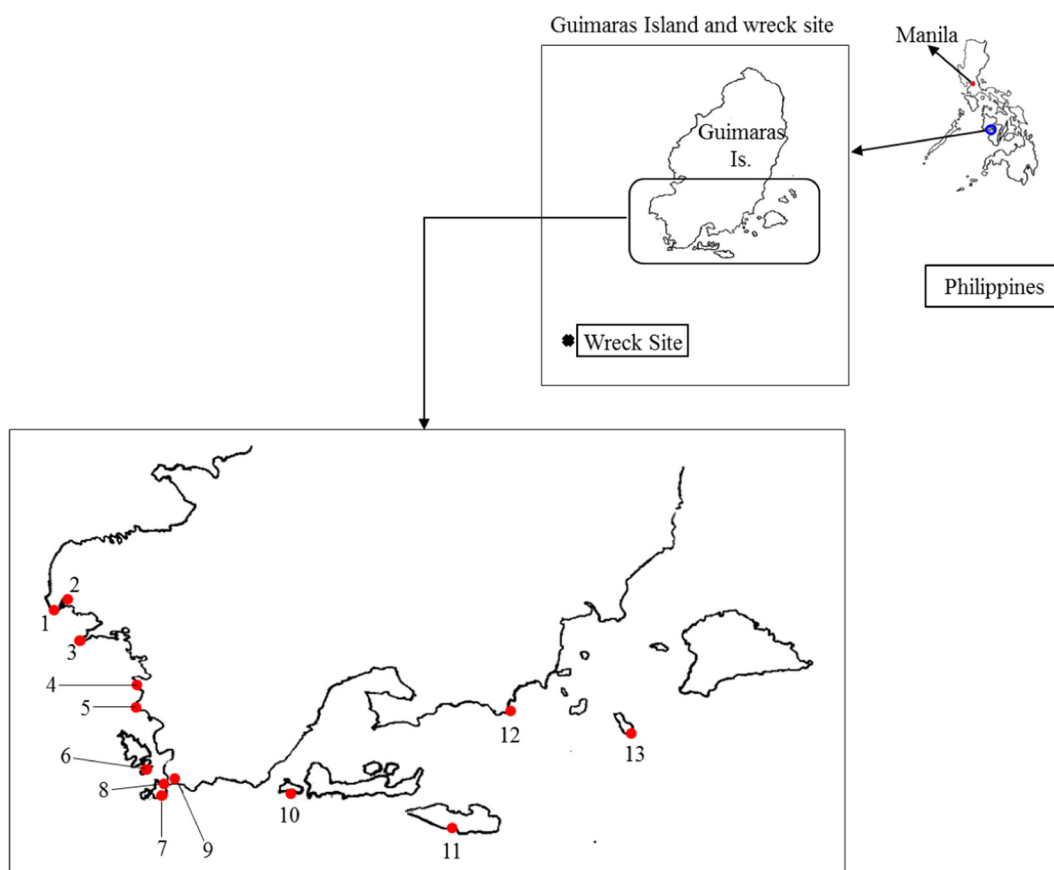 Guimaras Island and wreck site
Manila
Guimaras
Is.
Philippines
Wreck Site
1
2
3
4
5
6
7
8
9
10
11
12
13